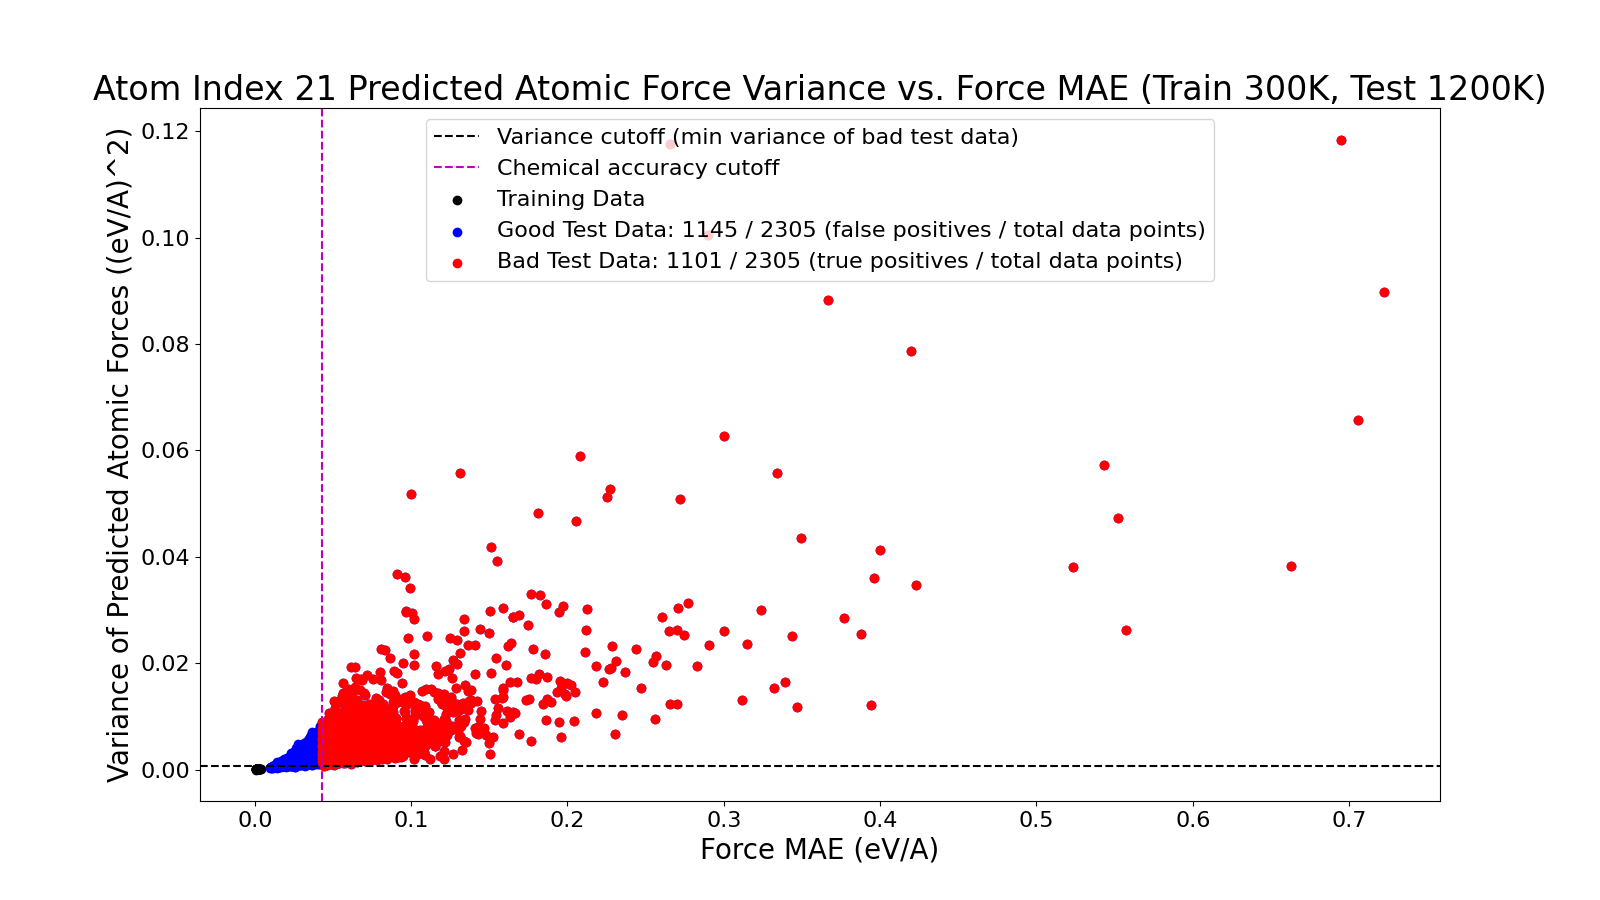 Atom Index 21 Predicted Atomic Force Variance vs. Force MAE (Train 300K, Test 1200K)
Variance of Predicted Atomic Forces ((eV/A)^2)
0.12
0.10
0.08
0.06
0.04
0.02
0.00
Variance cutoff (min variance of bad test data)
Chemical accuracy cutoff
Training Data
Good Test Data: 1145 / 2305 (false positives / total data points)
Bad Test Data: 1101 / 2305 (true positives / total data points)
0.0 0.1 0.2 0.3 0.4 0.5 0.6 0.7
Force MAE (eV/A)